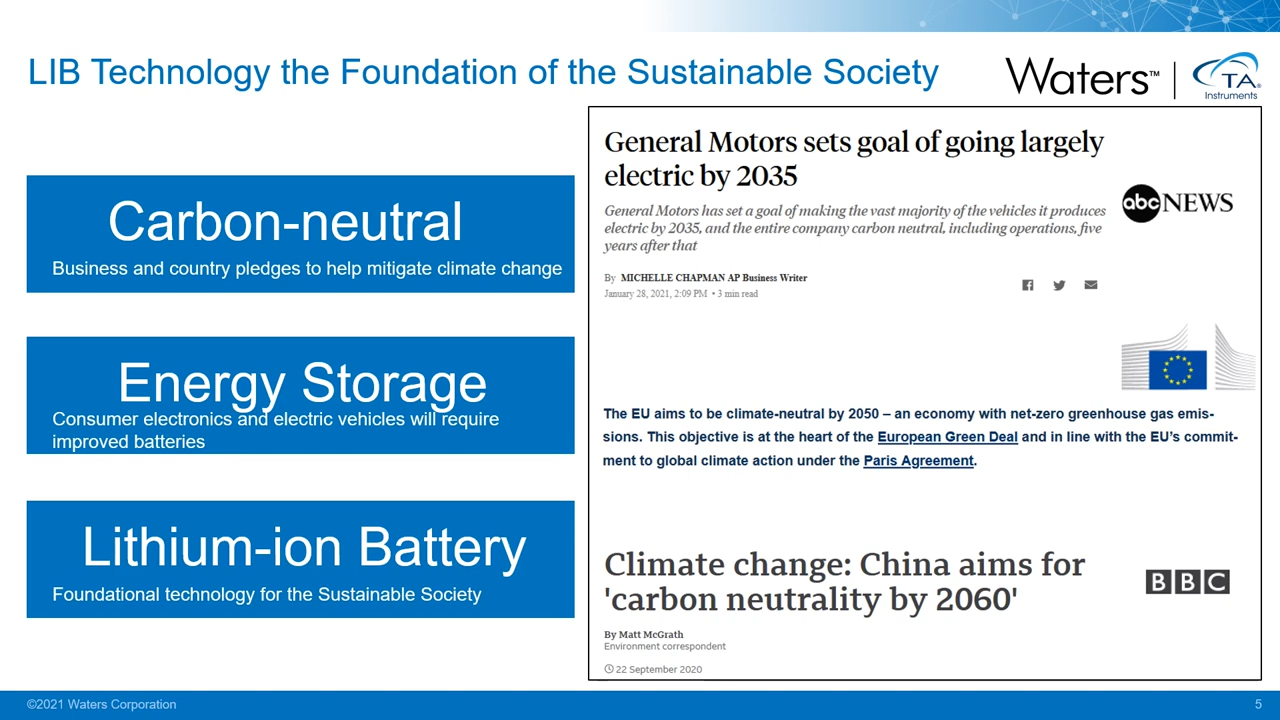 LIB Technology the Foundation of the Sustainable Society
Waters™
TA®
Instruments
Carbon-neutral
Business and country pledges to help mitigate climate change
Energy Storage
Consumer electronics and electric vehicles will require
improved batteries
Lithium-ion Battery
Foundational technology for the Sustainable Society
General Motors sets goal of going largely
electric by 2035
General Motors has set a goal of making the vast majority of the vehicles it produces
electric by 2035, and the entire company carbon neutral, including operations, five
years after that
By MICHELLE CHAPMAN AP Business Writer
January 28, 2021, 2:09 PM • 3 min read
abc NEWS
The EU aims to be climate-neutral by 2050 – an economy with net-zero greenhouse gas emis-
sions. This objective is at the heart of the European Green Deal and in line with the EU’s commit-
ment to global climate action under the Paris Agreement.
Climate change: China aims for
'carbon neutrality by 2060'
BBC
By Matt McGrath
Environment correspondent
22 September 2020
©2021 Waters Corporation
5